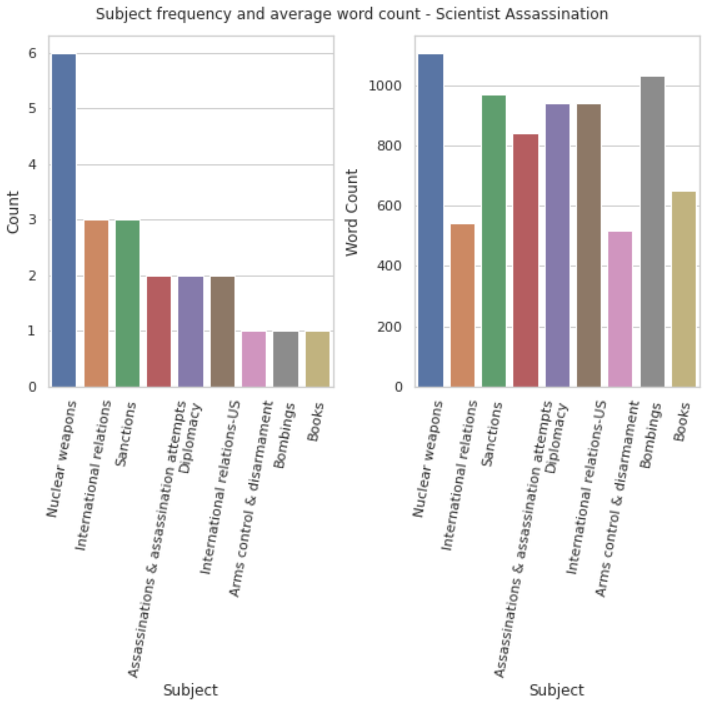 Subject frequency and average word count - Scientist Assassination
6
5
4
3
2
1
0
Count
Nuclear weapons
International relations
Sanctions
Assassinations & assassination attempts
Diplomacy
International relations-US
Arms control & disarmament
Bombings
Books
Subject
1000
800
600
400
200
0
Word Count
Nuclear weapons
International relations
Sanctions
Assassinations & assassination attempts
Diplomacy
International relations-US
Arms control & disarmament
Bombings
Books
Subject